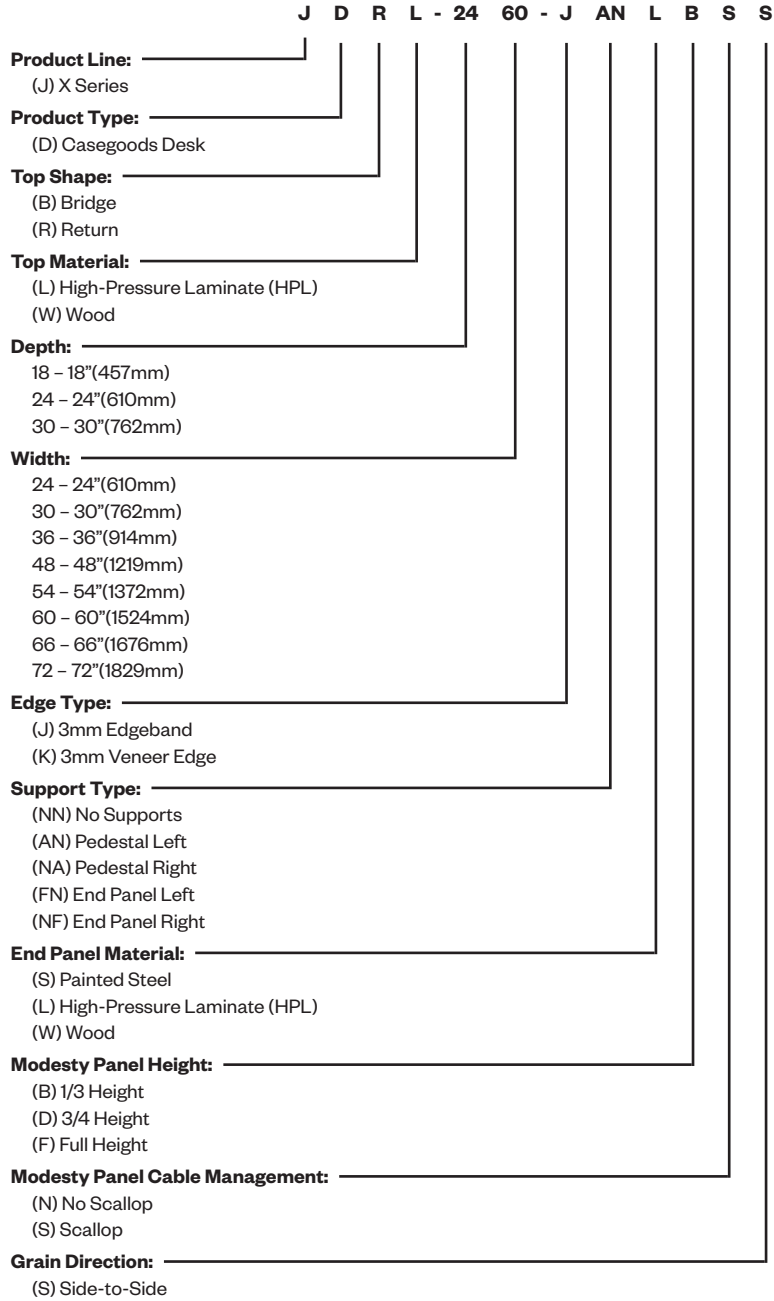 J D R L - 24 60 - J AN L B S S
Product Line:
(J) X Series
Product Type:
(D) Casegoods Desk
Top Shape:
(B) Bridge
(R) Return
Top Material:
(L) High-Pressure Laminate (HPL)
(W) Wood
Depth:
18 – 18”(457mm)
24 – 24”(610mm)
30 – 30”(762mm)
Width:
24 – 24”(610mm)
30 – 30”(762mm)
36 – 36”(914mm)
48 – 48”(1219mm)
54 – 54”(1372mm)
60 – 60”(1524mm)
66 – 66”(1676mm)
72 – 72”(1829mm)
Edge Type:
(J) 3mm Edgeband
(K) 3mm Veneer Edge
Support Type:
(NN) No Supports
(AN) Pedestal Left
(NA) Pedestal Right
(FN) End Panel Left
(NF) End Panel Right
End Panel Material:
(S) Painted Steel
(L) High-Pressure Laminate (HPL)
(W) Wood
Modesty Panel Height:
(B) 1/3 Height
(D) 3/4 Height
(F) Full Height
Modesty Panel Cable Management:
(N) No Scallop
(S) Scallop
Grain Direction:
(S) Side-to-Side